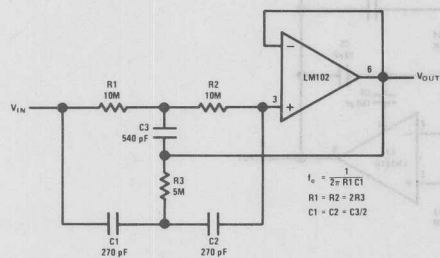 R1
10M
R2
10M
VIN
C3
540 pF
R3
5M
C1
270 pF
C2
270 pF
3
6
LM102
VOUT
fc = 1/2π R1 C1
R1 = R2 = 2R3
C1 = C2 = C3/2